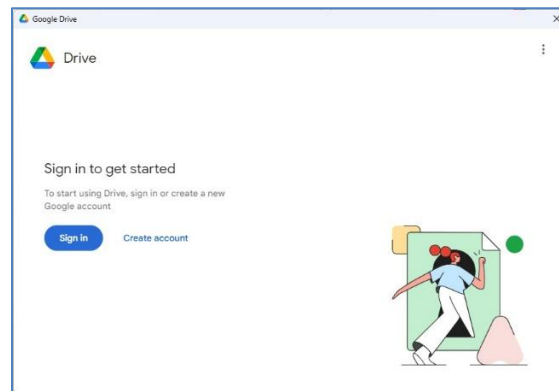 Google Drive
Drive
Sign in to get started
To start using Drive, sign in or create a new
Google account
Sign in
Create account